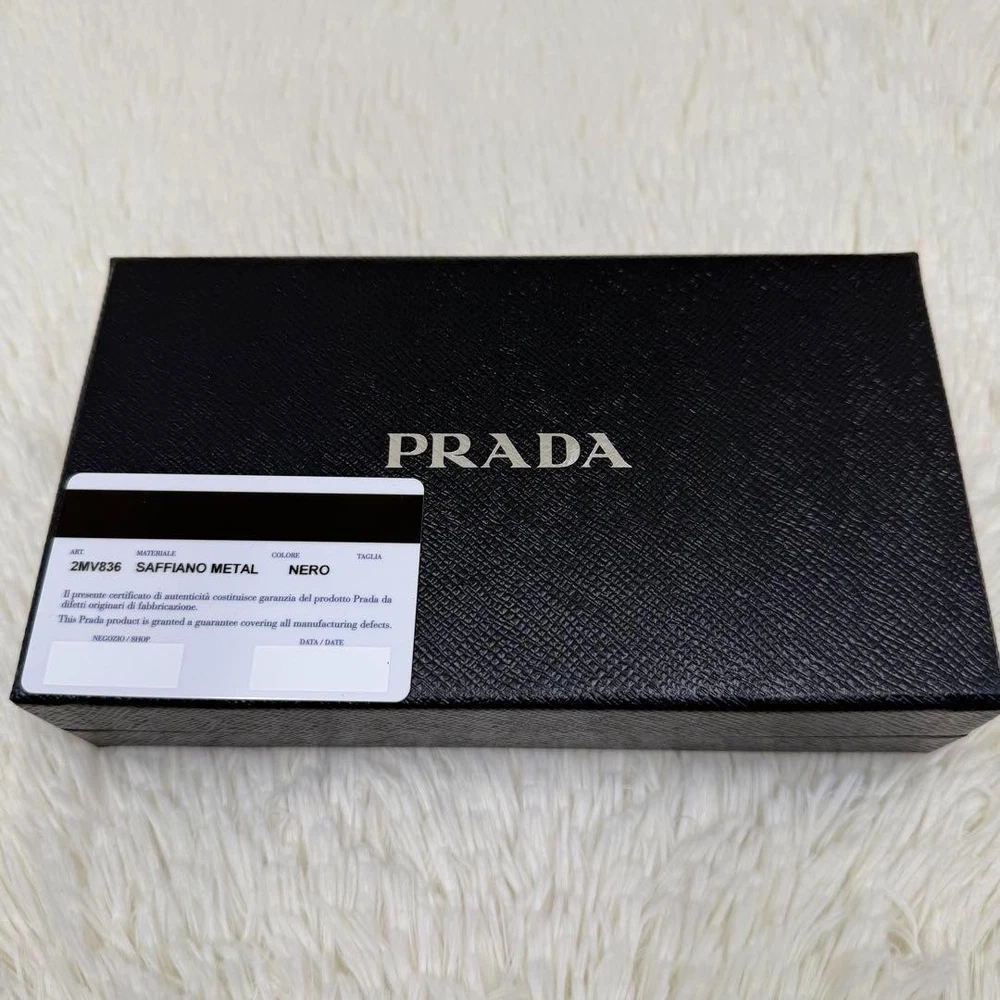 PRADA
ART. MATERIALE COLORE TAGLIA
2MV836 SAFFIANO METAL NERO
Il presente certificato di autenticità costituisce garanzia del prodotto Prada da
difetti originari di fabbricazione.
This Prada product is granted a guarantee covering all manufacturing defects.
NEGOZIO / SHOP DATA / DATE